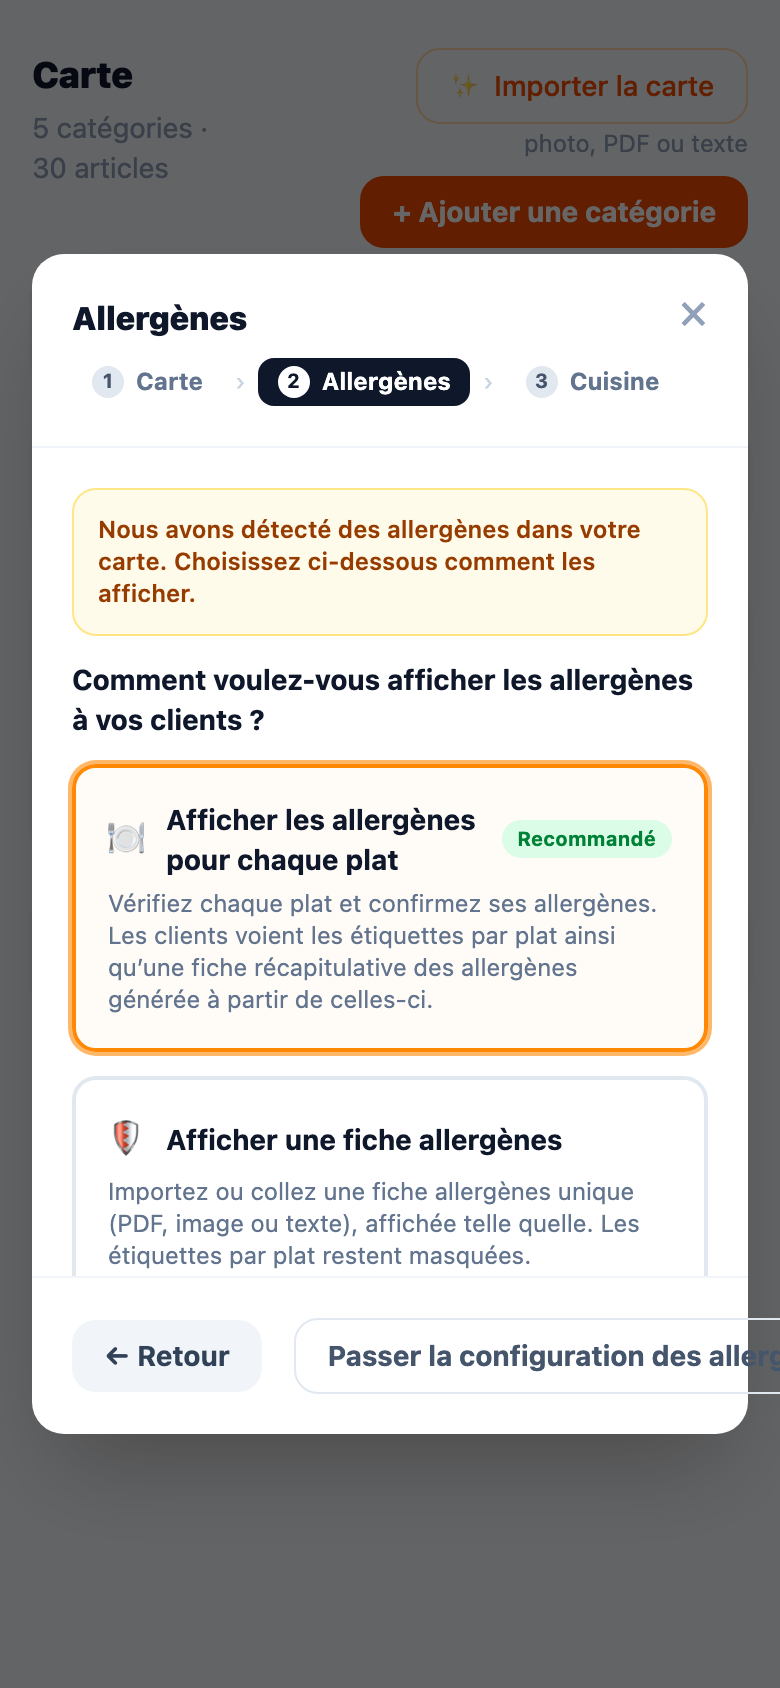 Carte
5 catégories ·
30 articles
✨ Importer la carte
photo, PDF ou texte
+ Ajouter une catégorie
Allergènes
1 Carte › 2 Allergènes › 3 Cuisine
Nous avons détecté des allergènes dans votre
carte. Choisissez ci-dessous comment les
afficher.
Comment voulez-vous afficher les allergènes
à vos clients ?
Afficher les allergènes
pour chaque plat
Recommandé
Vérifiez chaque plat et confirmez ses allergènes.
Les clients voient les étiquettes par plat ainsi
qu’une fiche récapitulative des allergènes
générée à partir de celles-ci.
Afficher une fiche allergènes
Importez ou collez une fiche allergènes unique
(PDF, image ou texte), affichée telle quelle. Les
étiquettes par plat restent masquées.
← Retour
Passer la configuration des